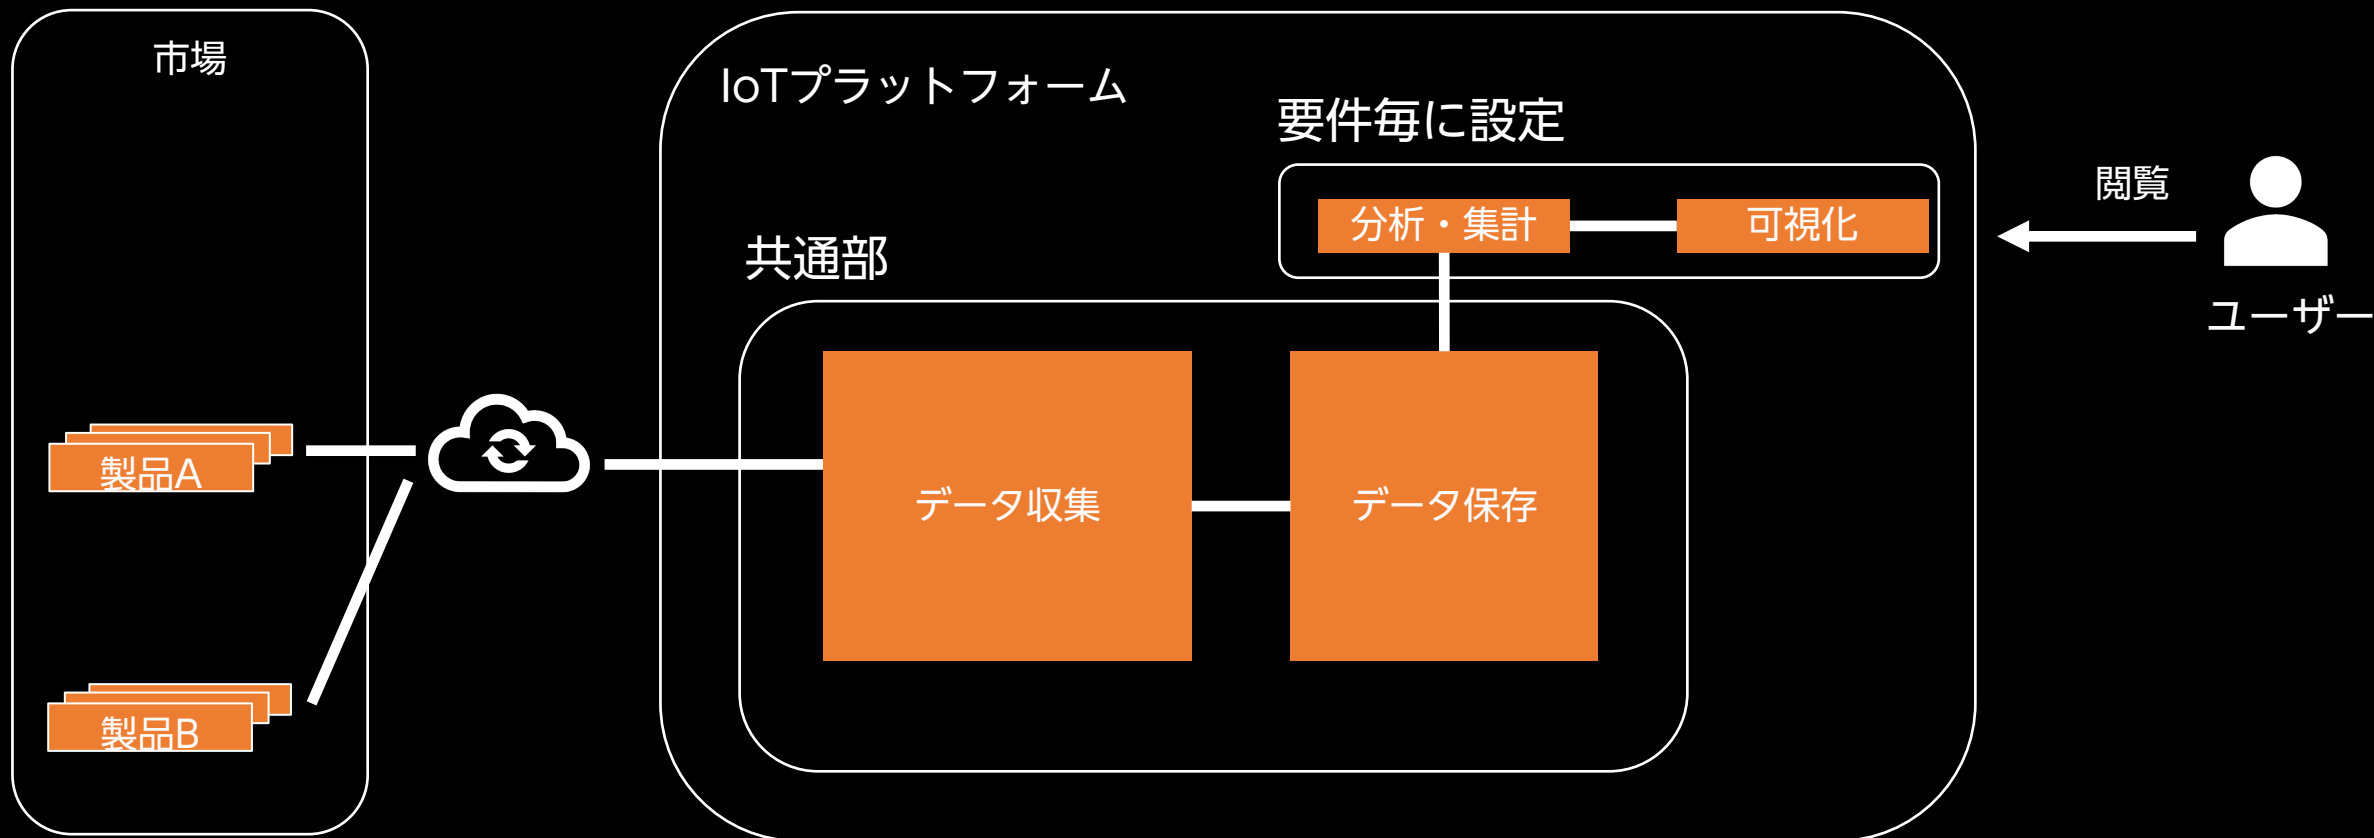 市場
IoTプラットフォーム
要件毎に設定
閲覧
分析・集計
可視化
共通部
ユーザー
製品A
データ収集
データ保存
製品B